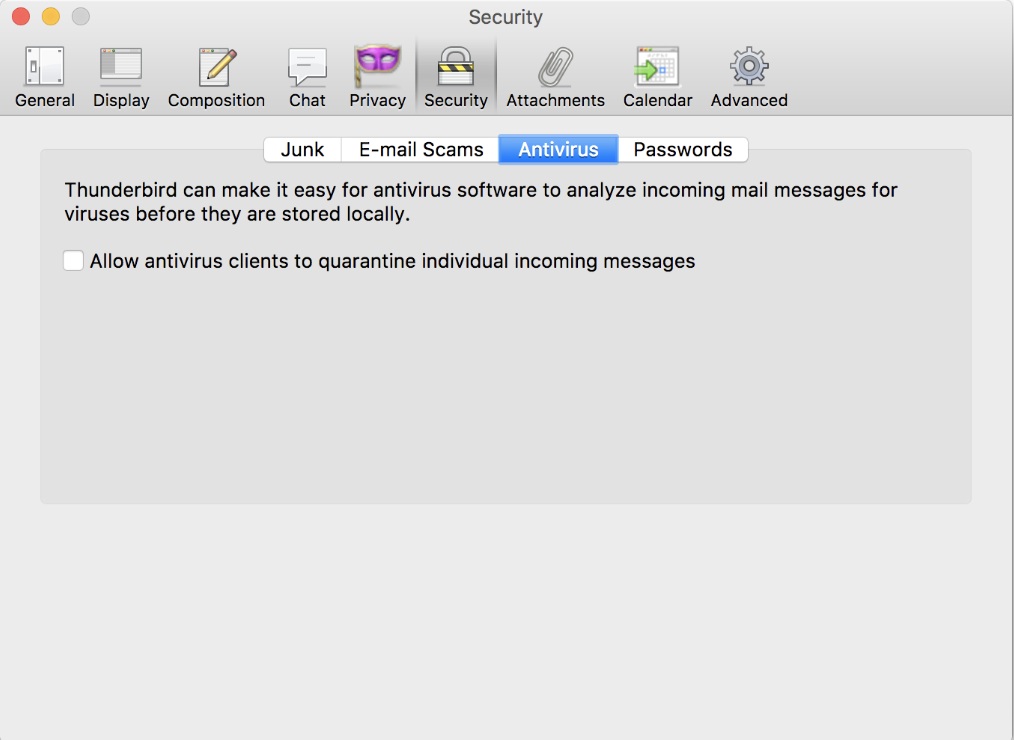 Security
General Display Composition Chat Privacy Security Attachments Calendar Advanced
Junk E-mail Scams Antivirus Passwords
Thunderbird can make it easy for antivirus software to analyze incoming mail messages for
viruses before they are stored locally.
Allow antivirus clients to quarantine individual incoming messages